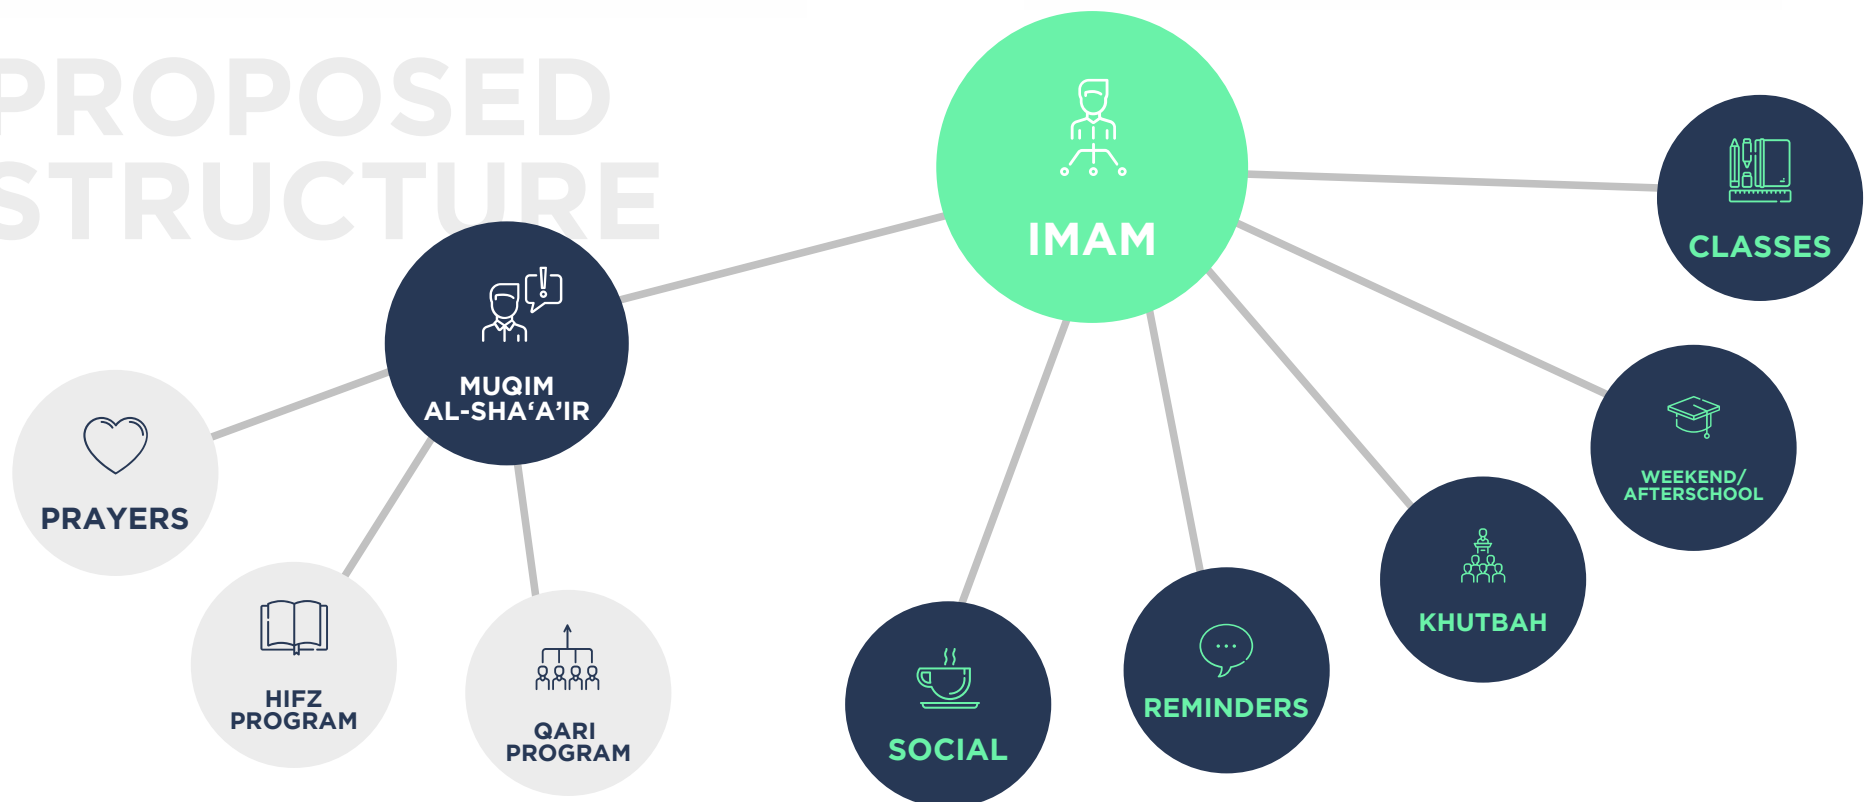 PROPOSED
STRUCTURE
IMAM
CLASSES
MUQIM
AL-SHA‘A’IR
WEEKEND/
AFTERSCHOOL
PRAYERS
KHUTBAH
HIFZ
PROGRAM
QARI
PROGRAM
REMINDERS
SOCIAL